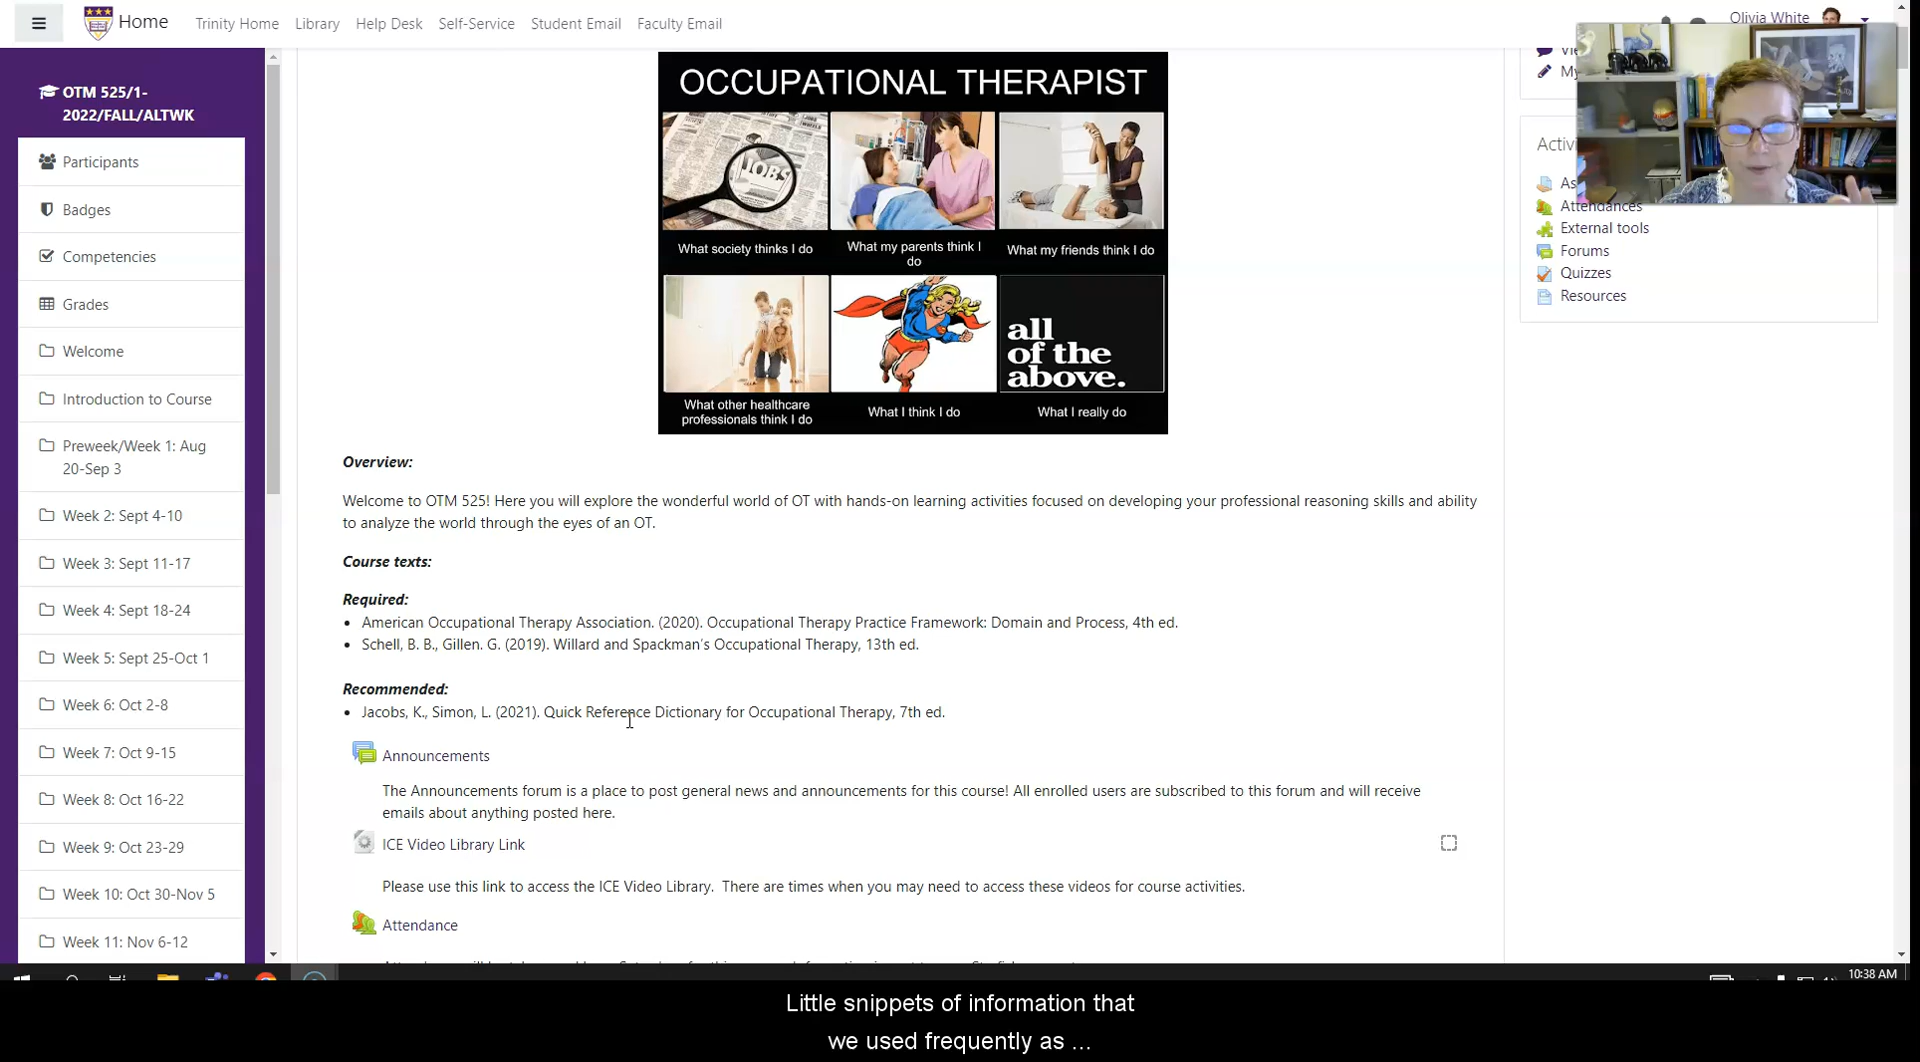 Home
Trinity Home
Library
Help Desk
Self-Service
Student Email
Faculty Email
Olivia White
OTM 525/1-
2022/FALL/ALTWK
Participants
Badges
Competencies
Grades
Welcome
Introduction to Course
Preweek/Week 1: Aug
20-Sep 3
Week 2: Sept 4-10
Week 3: Sept 11-17
Week 4: Sept 18-24
Week 5: Sept 25-Oct 1
Week 6: Oct 2-8
Week 7: Oct 9-15
Week 8: Oct 16-22
Week 9: Oct 23-29
Week 10: Oct 30-Nov 5
Week 11: Nov 6-12
OCCUPATIONAL THERAPIST
JOBS
What society thinks I do
What my parents think I
do
What my friends think I do
all
of the
above.
What other healthcare
professionals think I do
What I think I do
What I really do
Overview:
Welcome to OTM 525! Here you will explore the wonderful world of OT with hands-on learning activities focused on developing your professional reasoning skills and ability
to analyze the world through the eyes of an OT.
Course texts:
Required:
• American Occupational Therapy Association. (2020). Occupational Therapy Practice Framework: Domain and Process, 4th ed.
• Schell, B. B., Gillen. G. (2019). Willard and Spackman's Occupational Therapy, 13th ed.
Recommended:
• Jacobs, K., Simon, L. (2021). Quick Reference Dictionary for Occupational Therapy, 7th ed.
Announcements
The Announcements forum is a place to post general news and announcements for this course! All enrolled users are subscribed to this forum and will receive
emails about anything posted here.
ICE Video Library Link
Please use this link to access the ICE Video Library. There are times when you may need to access these videos for course activities.
Attendance
Attendances
External tools
Forums
Quizzes
Resources
10:38 AM
Little snippets of information that
we used frequently as ...